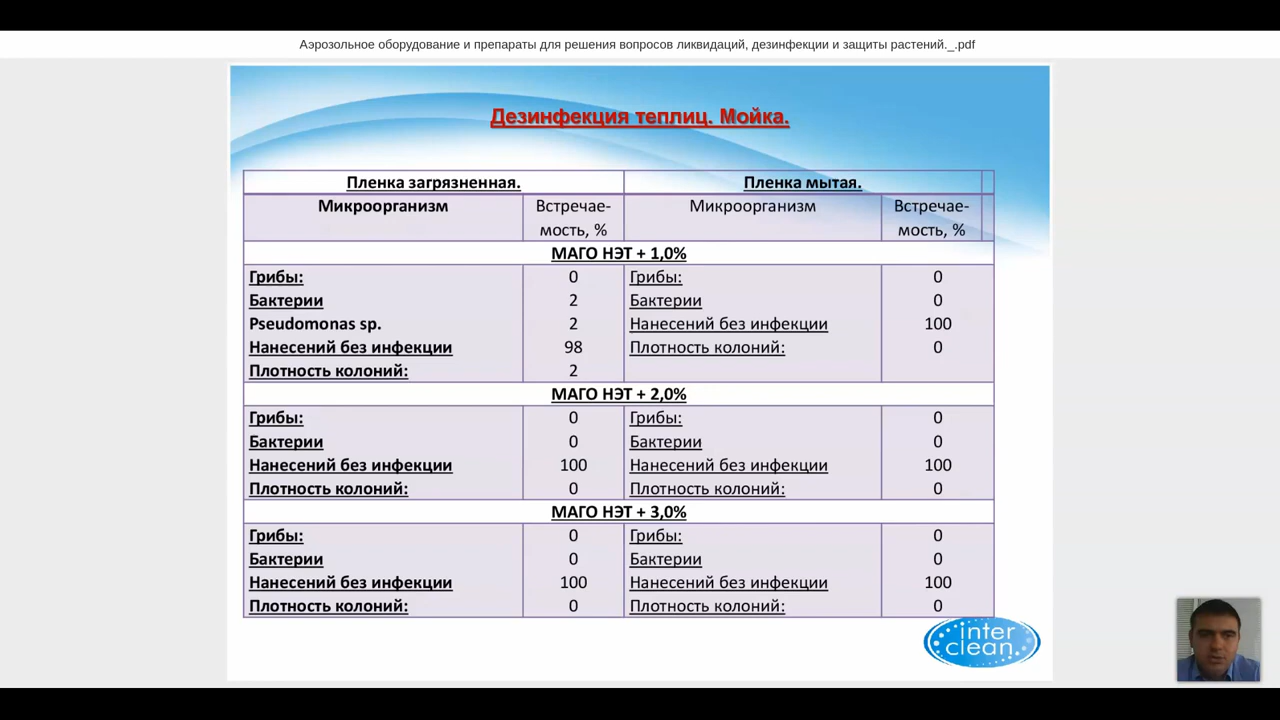 Аэрозольное оборудование и препараты для решения вопросов ликвидаций, дезинфекции и защиты растений._.pdf
Дезинфекция теплиц. Мойка.
Пленка загрязненная. Пленка мытая.
Микроорганизм Встречае-мость, % Микроорганизм Встречае-мость, %
МАГО НЭТ + 1,0%
Грибы: 0 Грибы: 0
Бактерии 2 Бактерии 0
Pseudomonas sp. 2 Нанесений без инфекции 100
Нанесений без инфекции 98 Плотность колоний: 0
Плотность колоний: 2
МАГО НЭТ + 2,0%
Грибы: 0 Грибы: 0
Бактерии 0 Бактерии 0
Нанесений без инфекции 100 Нанесений без инфекции 100
Плотность колоний: 0 Плотность колоний: 0
МАГО НЭТ + 3,0%
Грибы: 0 Грибы: 0
Бактерии 0 Бактерии 0
Нанесений без инфекции 100 Нанесений без инфекции 100
Плотность колоний: 0 Плотность колоний: 0
inter
clean